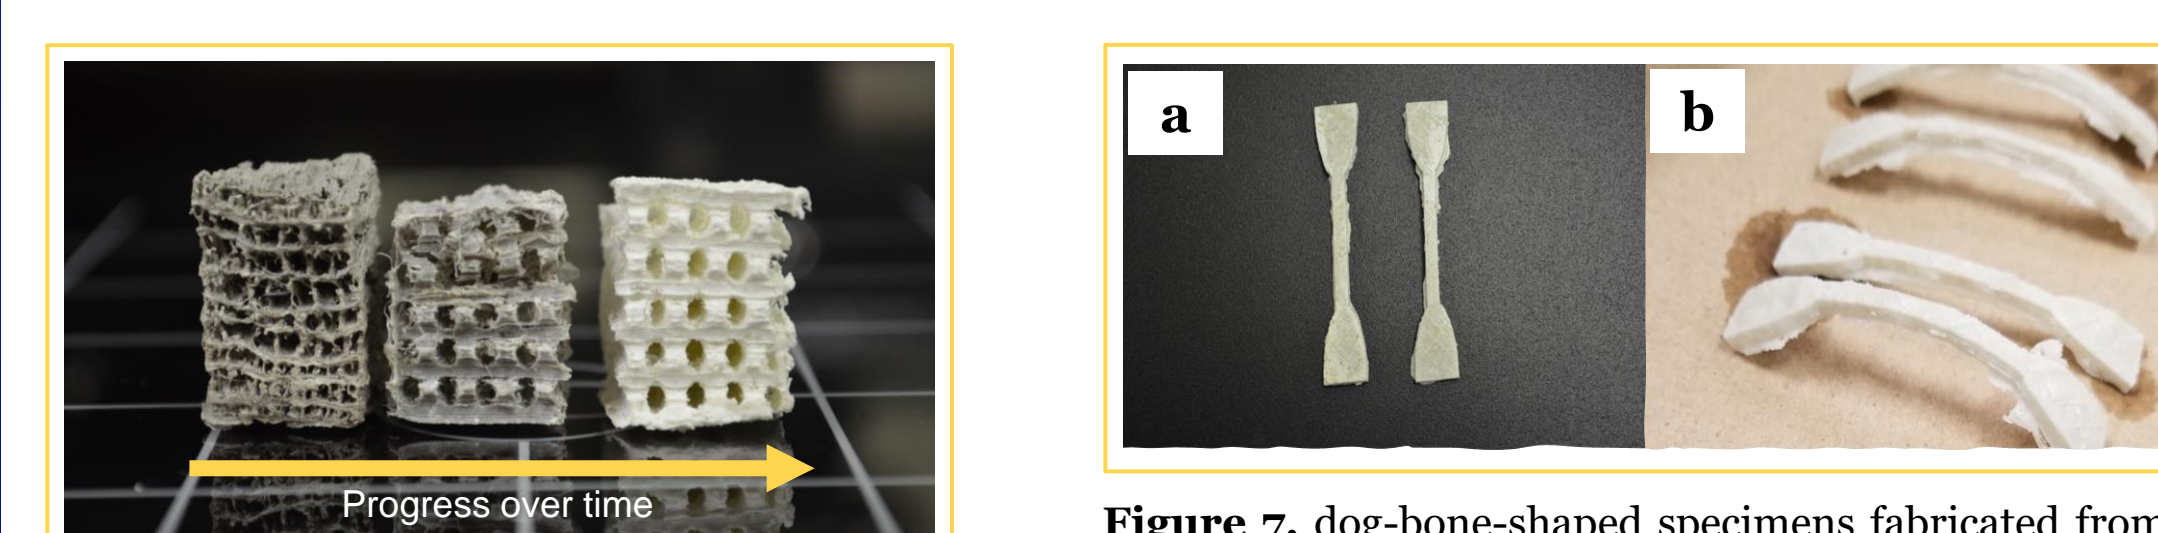 Progress over time
a
b
Figure 7. dog-bone-shaped specimens fabricated from